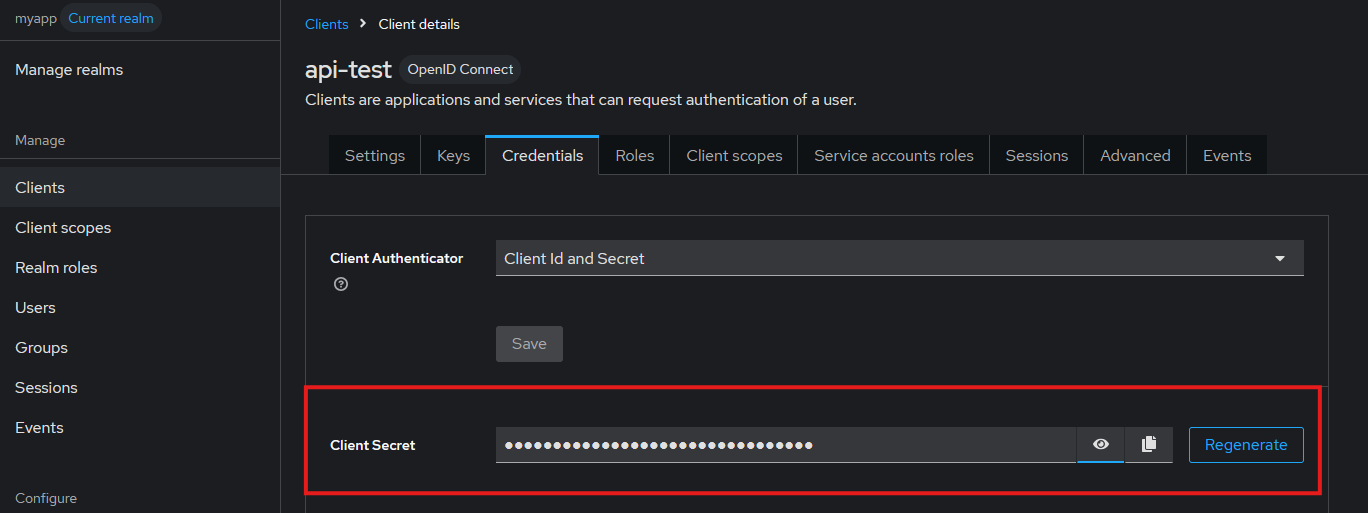 myapp Current realm
Manage realms
Manage
Clients
Client scopes
Realm roles
Users
Groups
Sessions
Events
Configure
Clients > Client details
api-test OpenID Connect
Clients are applications and services that can request authentication of a user.
Settings Keys Credentials Roles Client scopes Service accounts roles Sessions Advanced Events
Client Authenticator Client Id and Secret
Save
Client Secret ●●●●●●●●●●●●●●●●●●●●●●●●●●●●●●●● Regenerate